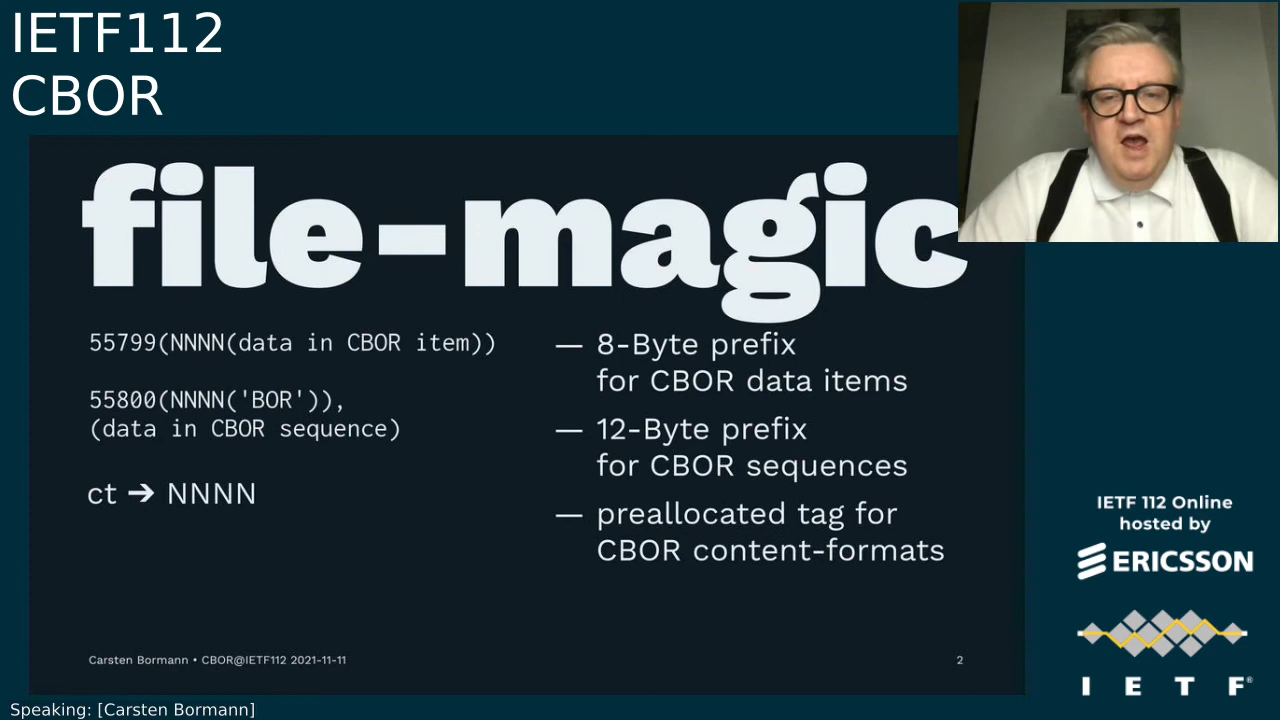 IETF112
CBOR
file-magic
55799(NNNN(data in CBOR item))
55800(NNNN('BOR')),
(data in CBOR sequence)
ct ➔ NNNN
— 8-Byte prefix
for CBOR data items
— 12-Byte prefix
for CBOR sequences
— preallocated tag for
CBOR content-formats
Carsten Bormann • CBOR@IETF112 2021-11-11
2
IETF 112 Online
hosted by
ERICSSON
I E T F®
Speaking: [Carsten Bormann]